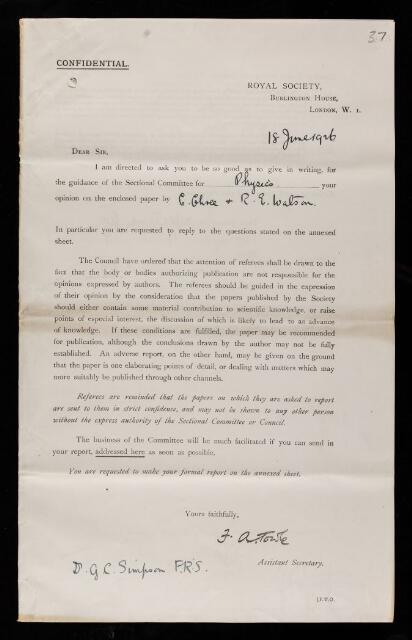 37
CONFIDENTIAL.
ROYAL SOCIETY,
BURLINGTON HOUSE,
LONDON, W. 1.
18 June 1926
DEAR SIR,
I am directed to ask you to be so good as to give in writing, for
the guidance of the Sectional Committee for Physics your
opinion on the enclosed paper by C. Chree + R. E. Watson.
In particular you are requested to reply to the questions stated on the annexed
sheet.
The Council have ordered that the attention of referees shall be drawn to the
fact that the body or bodies authorizing publication are not responsible for the
opinions expressed by authors. The referees should be guided in the expression
of their opinion by the consideration that the papers published by the Society
should either contain some material contribution to scientific knowledge, or raise
points of especial interest, the discussion of which is likely to lead to an advance
of knowledge. If these conditions are fulfilled, the paper may be recommended
for publication, although the conclusions drawn by the author may not be fully
established. An adverse report, on the other hand, may be given on the ground
that the paper is one elaborating points of detail, or dealing with matters which may
more suitably be published through other channels.
Referees are reminded that the papers on which they are asked to report
are sent to them in strict confidence, and may not be shown to any other person
without the express authority of the Sectional Committee or Council.
The business of the Committee will be much facilitated if you can send in
your report, addressed here as soon as possible.
You are requested to make your formal report on the annexed sheet.
Yours faithfully,
F. A. Towle
Assistant Secretary.
D. G. C. Simpson F.R.S.
[P.T.O.